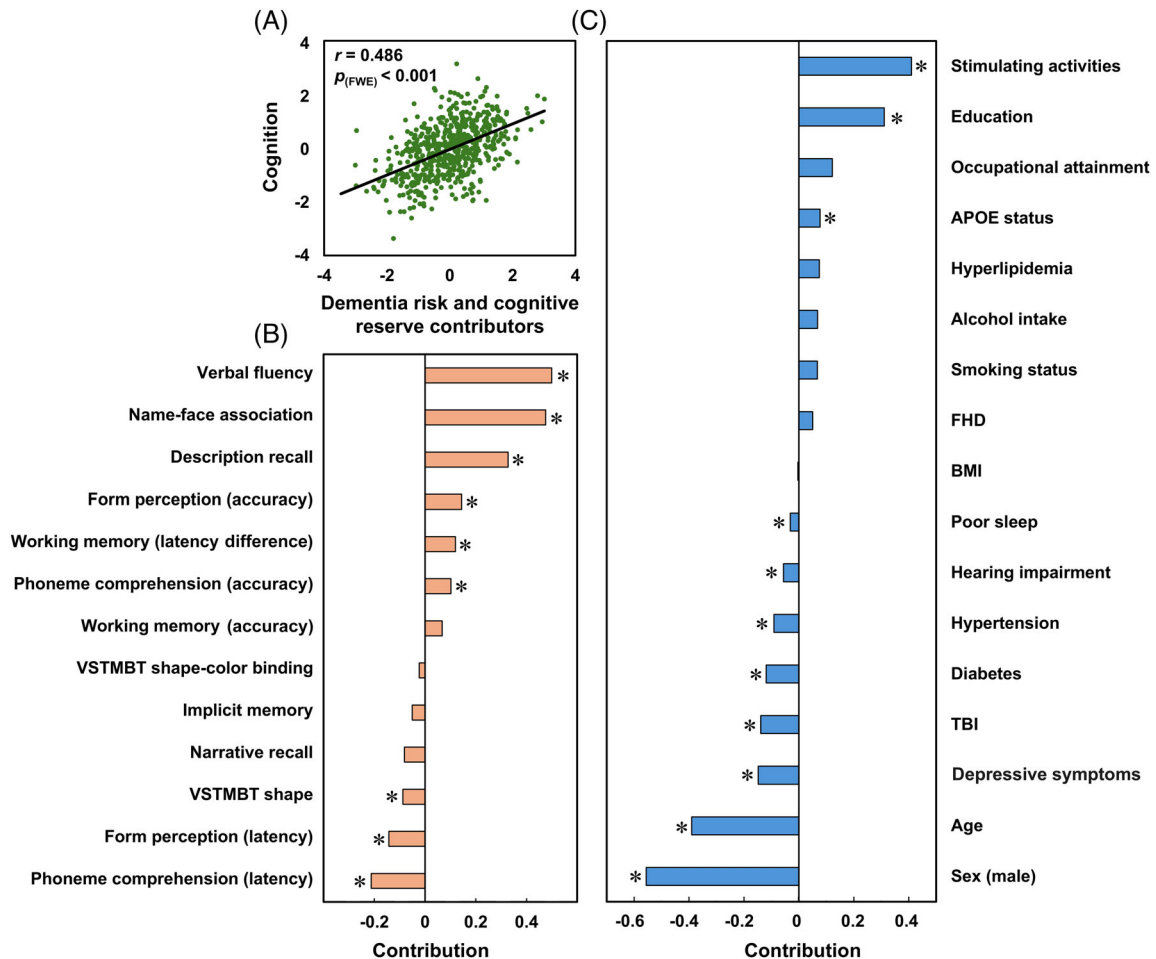 (A)
r = 0.486
p(FWE) < 0.001
Cognition
4
2
0
-2
-4
-4 -2 0 2 4
Dementia risk and cognitive
reserve contributors
(B)
Verbal fluency *
Name-face association *
Description recall *
Form perception (accuracy) *
Working memory (latency difference) *
Phoneme comprehension (accuracy) *
Working memory (accuracy)
VSTMBT shape-color binding
Implicit memory
Narrative recall
VSTMBT shape *
Form perception (latency) *
Phoneme comprehension (latency) *
-0.2 0 0.2 0.4
Contribution
(C)
* Stimulating activities
* Education
Occupational attainment
* APOE status
Hyperlipidemia
Alcohol intake
Smoking status
FHD
BMI
* Poor sleep
* Hearing impairment
* Hypertension
* Diabetes
* TBI
* Depressive symptoms
* Age
* Sex (male)
-0.6 -0.4 -0.2 0 0.2 0.4
Contribution